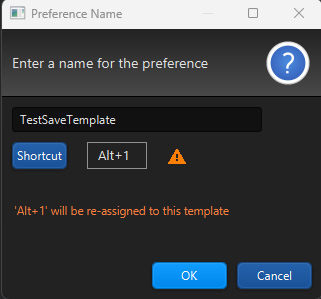 Preference Name
Enter a name for the preference
?
TestSaveTemplate
Shortcut Alt+1
'Alt+1' will be re-assigned to this template
OK Cancel